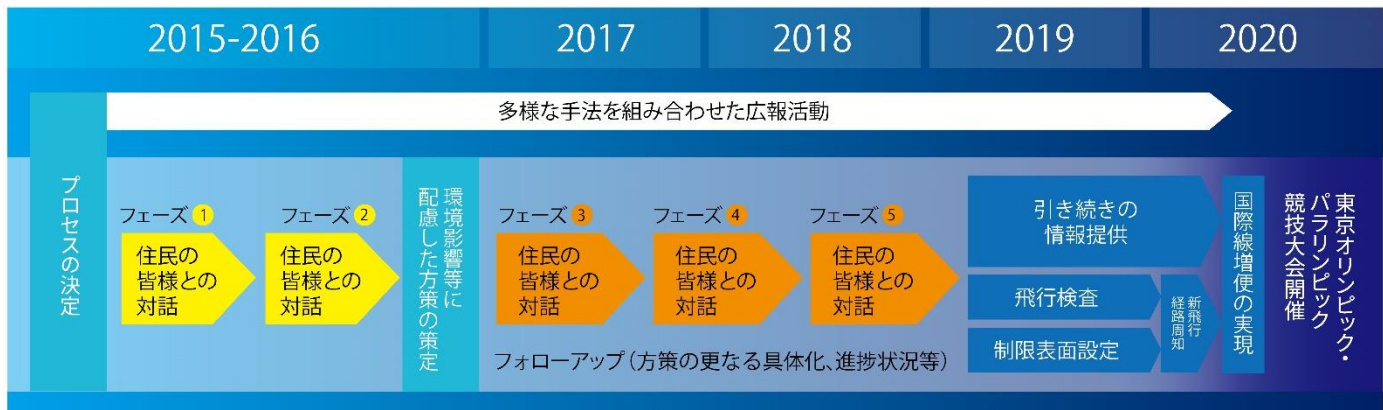 2015-2016
2017
2018
2019
2020
多様な手法を組み合わせた広報活動
プロセスの決定
フェーズ 1
住民の
皆様との
対話
フェーズ 2
住民の
皆様との
対話
環境影響等に
配慮した方策の策定
フェーズ 3
住民の
皆様との
対話
フェーズ 4
住民の
皆様との
対話
フェーズ 5
住民の
皆様との
対話
フォローアップ（方策の更なる具体化、進捗状況等）
引き続きの
情報提供
飛行検査
制限表面設定
新飛行
経路周知
国際線増便の実現
東京オリンピック・
パラリンピック
競技大会開催